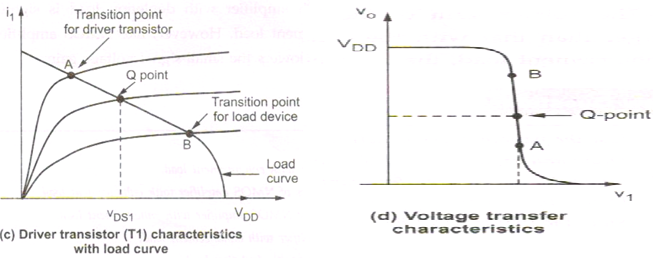 i1
Transition point
for driver transistor
A
Q point
Transition point
for load device
B
Load
curve
VDS1
VDD
(c) Driver transistor (T1) characteristics
with load curve
vo
VDD
B
Q-point
A
v1
(d) Voltage transfer
characteristics